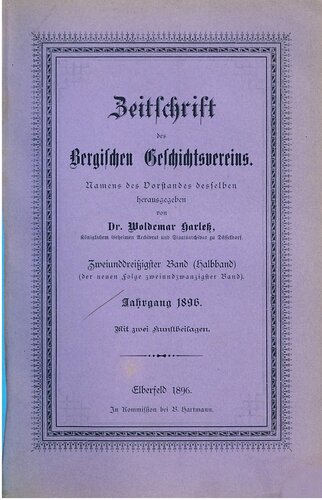 Zeitschrift
des
Bergischen Geschichtsvereins.
Namens des Vorstandes desselben
herausgegeben
von
Dr. Woldemar Harleß,
Königlichem Geheimen Archivrat und Staatsarchivar zu Düsseldorf.
Zweiunddreißigster Band (Halbband)
(der neuen Folge zweiundzwanzigster Band).
Jahrgang 1896.
Mit zwei Kunstbeilagen.
Elberfeld 1896.
In Kommission bei B. Hartmann.